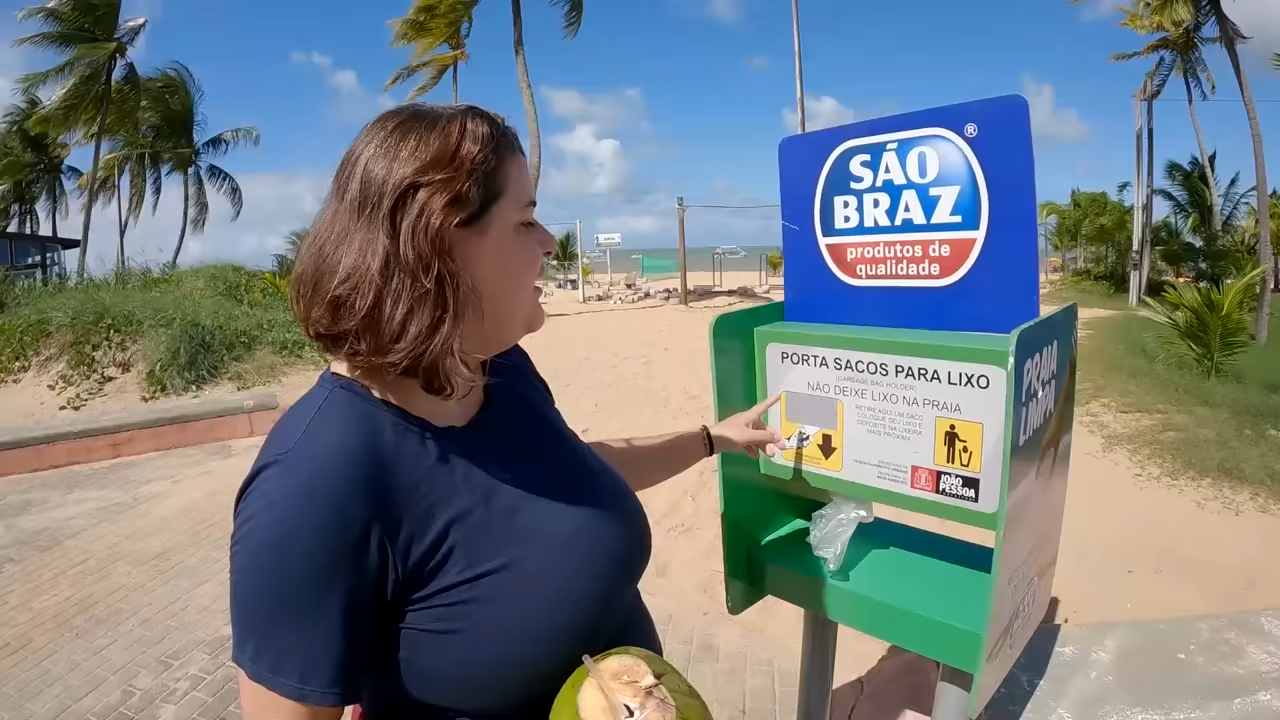 SÃO
BRAZ
®
produtos de
qualidade
PORTA SACOS PARA LIXO
(GARBAGE BAG HOLDER)
NÃO DEIXE LIXO NA PRAIA
RETIRE AQUI UM SACO
COLOQUE SEU LIXO E
DEPOSITE NA LIXEIRA
MAIS PRÓXIMA
JOÃO
PESSOA
PRAIA
LIMPA